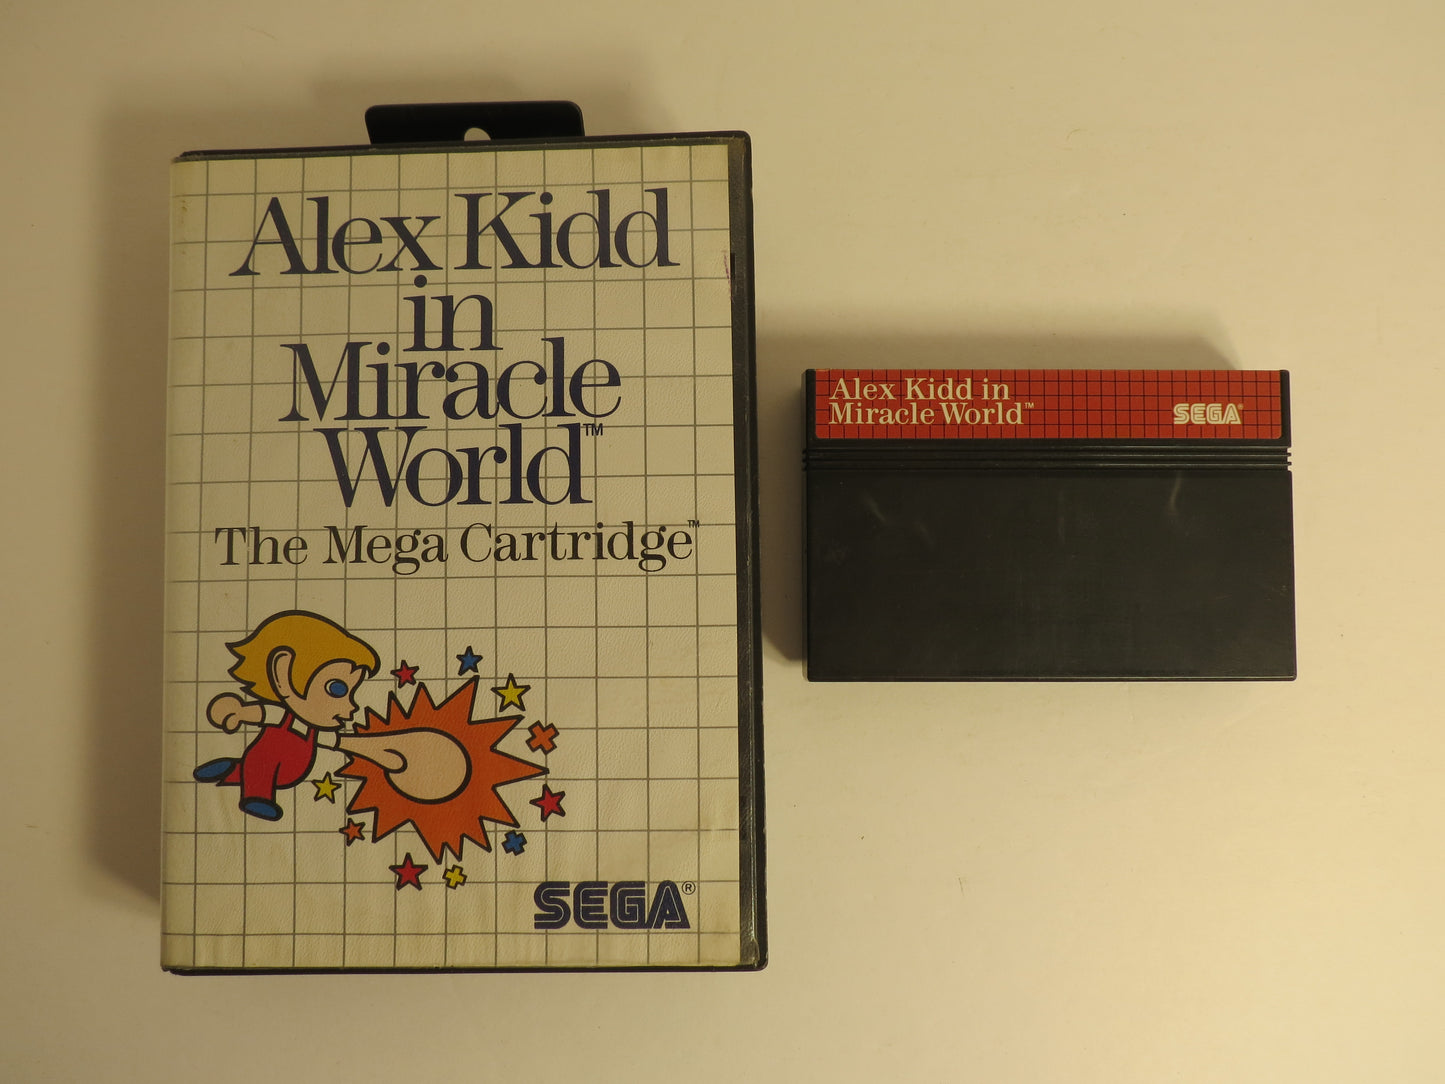 Alex Kidd
in
Miracle
World™
The Mega Cartridge™
SEGA®
Alex Kidd in
Miracle World™
SEGA®